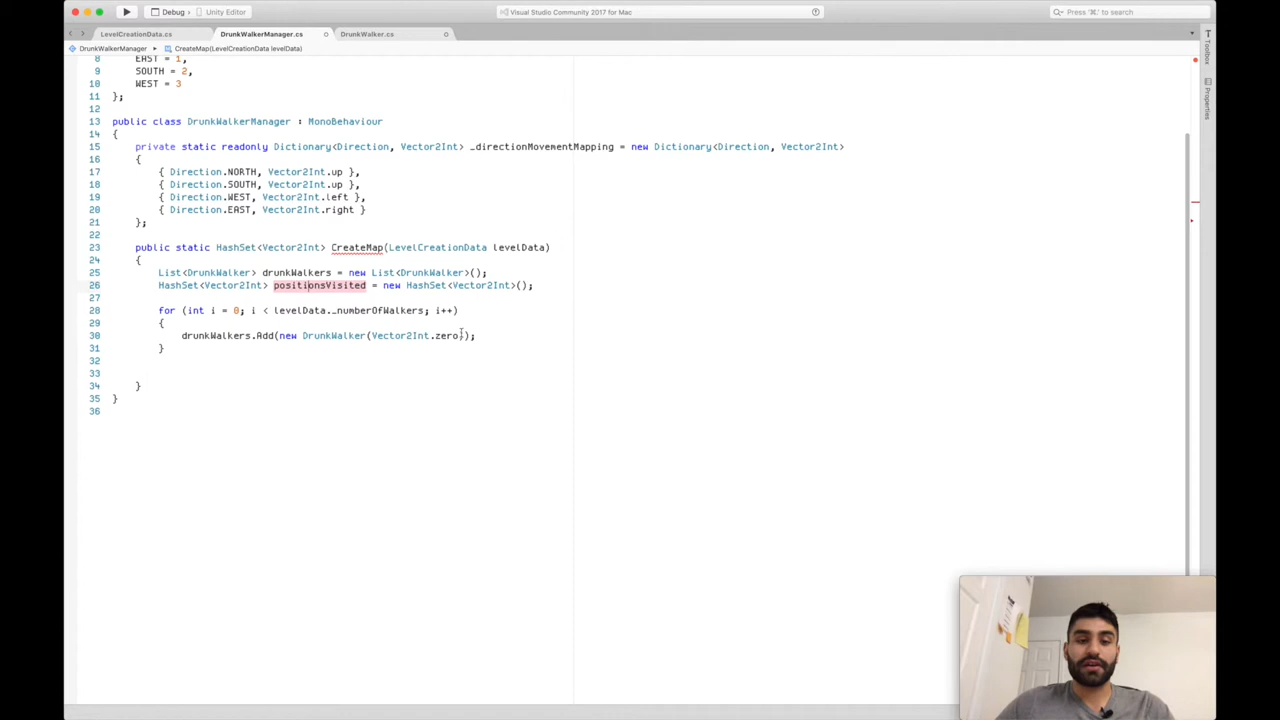 Debug
Unity Editor
Visual Studio Community 2017 for Mac
Press '⌘.' to search
LevelCreationData.cs
DrunkWalkerManager.cs
DrunkWalker.cs
DrunkWalkerManager
CreateMap(LevelCreationData levelData)
Toolbox
Properties
8 EAST = 1,
9 SOUTH = 2,
10 WEST = 3
11 };
12
13 public class DrunkWalkerManager : MonoBehaviour
14 {
15 private static readonly Dictionary<Direction, Vector2Int> _directionMovementMapping = new Dictionary<Direction, Vector2Int>
16 {
17 { Direction.NORTH, Vector2Int.up },
18 { Direction.SOUTH, Vector2Int.up },
19 { Direction.WEST, Vector2Int.left },
20 { Direction.EAST, Vector2Int.right }
21 };
22
23 public static HashSet<Vector2Int> CreateMap(LevelCreationData levelData)
24 {
25 List<DrunkWalker> drunkWalkers = new List<DrunkWalker>();
26 HashSet<Vector2Int> positionsVisited = new HashSet<Vector2Int>();
27
28 for (int i = 0; i < levelData._numberOfWalkers; i++)
29 {
30 drunkWalkers.Add(new DrunkWalker(Vector2Int.zero));
31 }
32
33
34 }
35 }
36